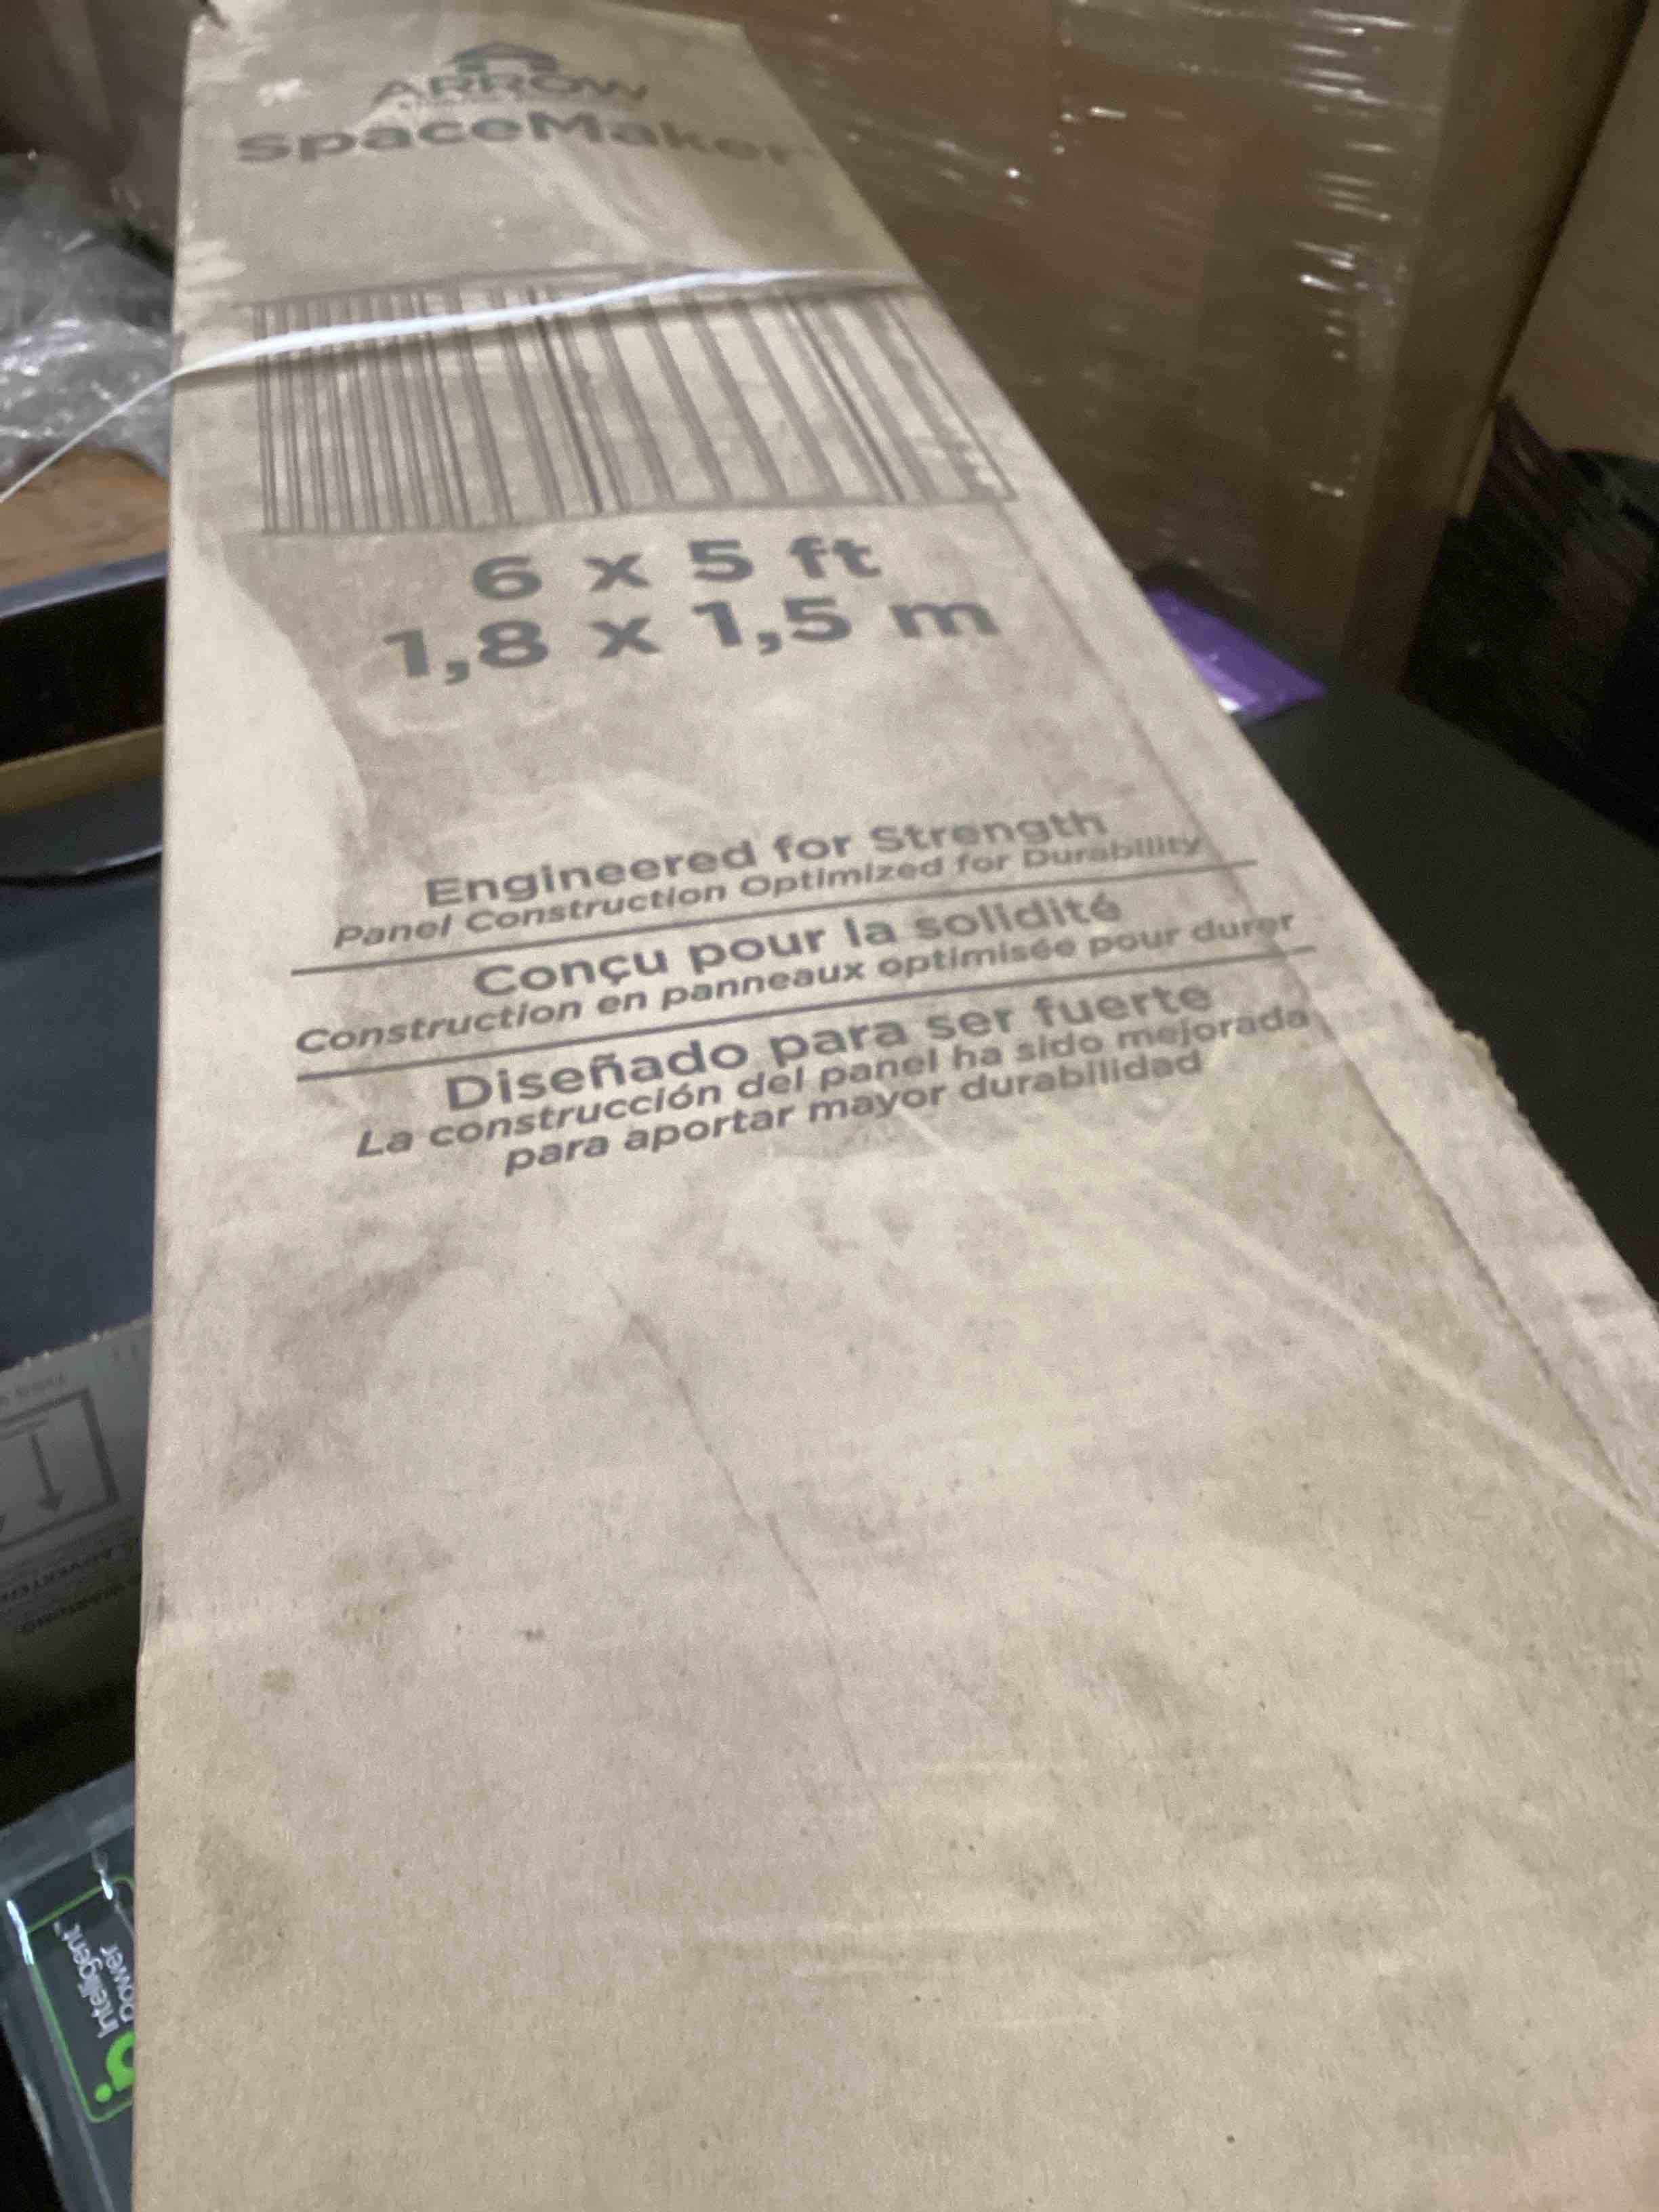 ARROW
SpaceMaker
6 x 5 ft
1,8 x 1,5 m
Engineered for Strength
Panel Construction Optimized for Durability
Conçu pour la solidité
Construction en panneaux optimisée pour durer
Diseñado para ser fuerte
La construcción del panel ha sido mejorada
para aportar mayor durabilidad
Intelligent™
Power